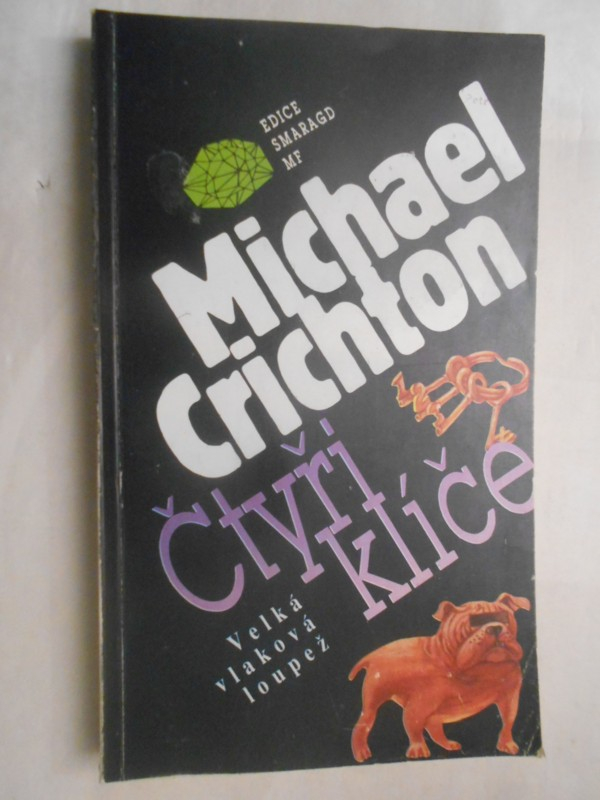 EDICE
SMARAGD
MF
Michael
Crichton
Čtyři
klíče
Velká
vlaková
loupež